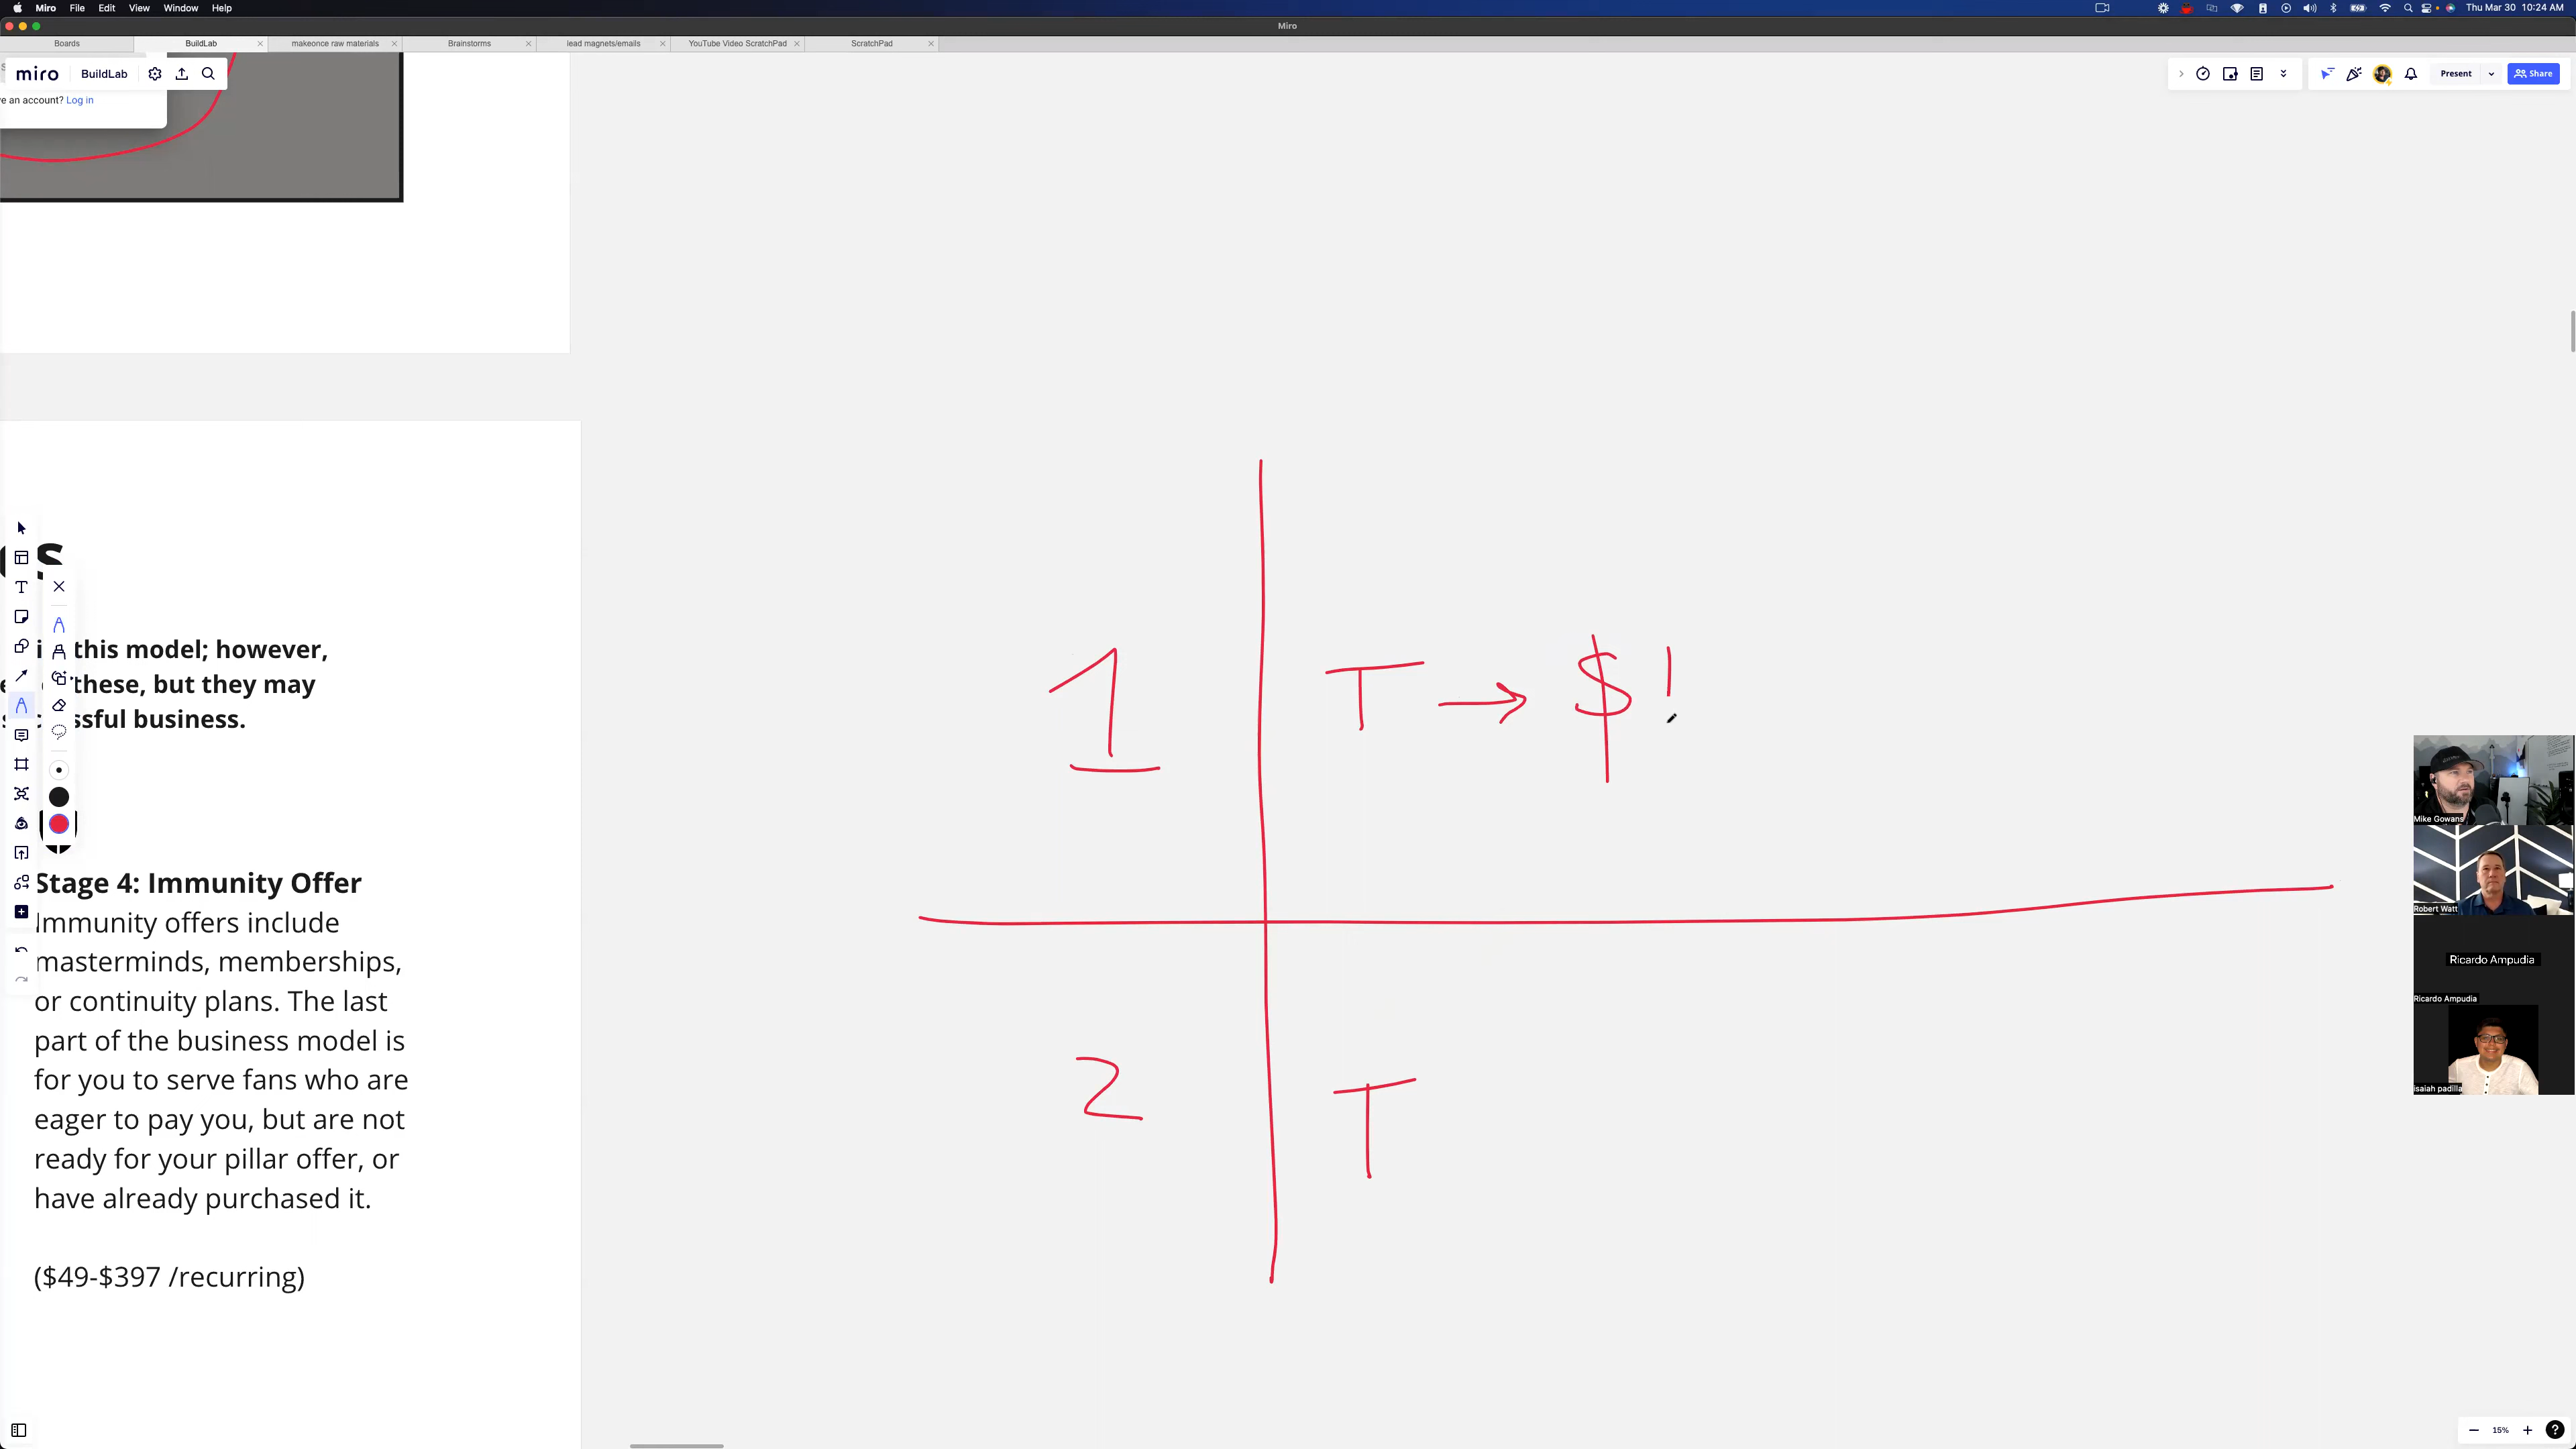 Miro File Edit View Window Help
Thu Mar 30 10:24 AM
Miro
Boards BuildLab makeonce raw materials Brainstorms lead magnets/emails YouTube Video ScratchPad ScratchPad
miro BuildLab
Present Share
e an account? Log in
this model; however,
these, but they may
ssful business.
Stage 4: Immunity Offer
Immunity offers include
masterminds, memberships,
or continuity plans. The last
part of the business model is
for you to serve fans who are
eager to pay you, but are not
ready for your pillar offer, or
have already purchased it.
($49-$397 /recurring)
1 T → $ !
2 T
Mike Gowans
Robert Watt
Ricardo Ampudia
Ricardo Ampudia
isaiah padilla
15%